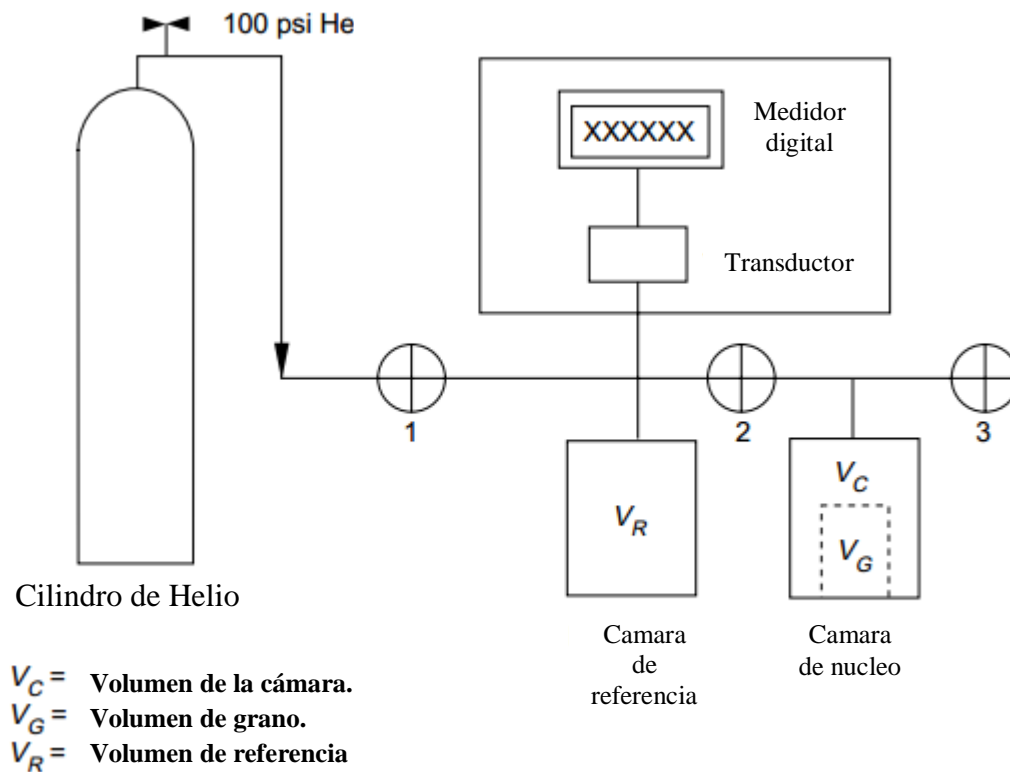 100 psi He
Medidor
digital
XXXXXX
Transductor
1
2
3
V_R
V_C
V_G
Cilindro de Helio
Camara
de
referencia
Camara
de nucleo
V_C = Volumen de la cámara.
V_G = Volumen de grano.
V_R = Volumen de referencia